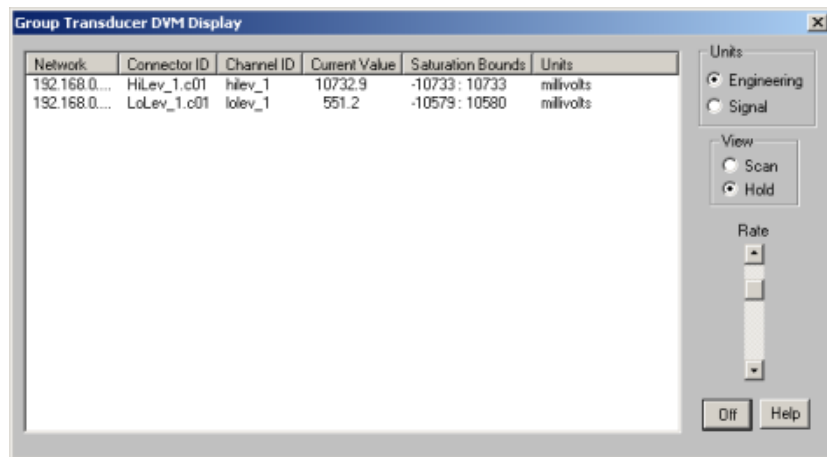 Group Transducer DVM Display
Network Connector ID Channel ID Current Value Saturation Bounds Units
192.168.0.... HiLev_1.c01 hilev_1 10732.9 -10733 : 10733 millivolts
192.168.0.... LoLev_1.c01 lolev_1 551.2 -10579 : 10580 millivolts
Units
Engineering
Signal
View
Scan
Hold
Rate
Off Help